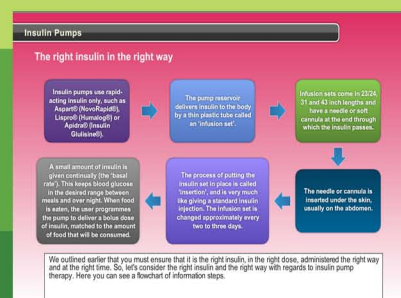 Insulin Pumps
The right insulin in the right way
Insulin pumps use rapid-
acting insulin only, such as
Aspart® (NovoRapid®),
Lispro® (Humalog®) or
Apidra® (Insulin
Glulisine®).
The pump reservoir
delivers insulin to the body
by a thin plastic tube called
an 'infusion set'.
Infusion sets come in 23/24,
31 and 43 inch lengths and
have a needle or soft
cannula at the end through
which the insulin passes.
The needle or cannula is
inserted under the skin,
usually on the abdomen.
The process of putting the
insulin set in place is called
'insertion', and is very much
like giving a standard insulin
injection. The infusion set is
changed approximately every
two to three days.
A small amount of insulin is
given continually (the 'basal
rate'). This keeps blood glucose
in the desired range between
meals and over night. When food
is eaten, the user programmes
the pump to deliver a bolus dose
of insulin, matched to the amount
of food that will be consumed.
We outlined earlier that you must ensure that it is the right insulin, in the right dose, administered the right way
and at the right time. So, let's consider the right insulin and the right way with regards to insulin pump
therapy. Here you can see a flowchart of information steps.